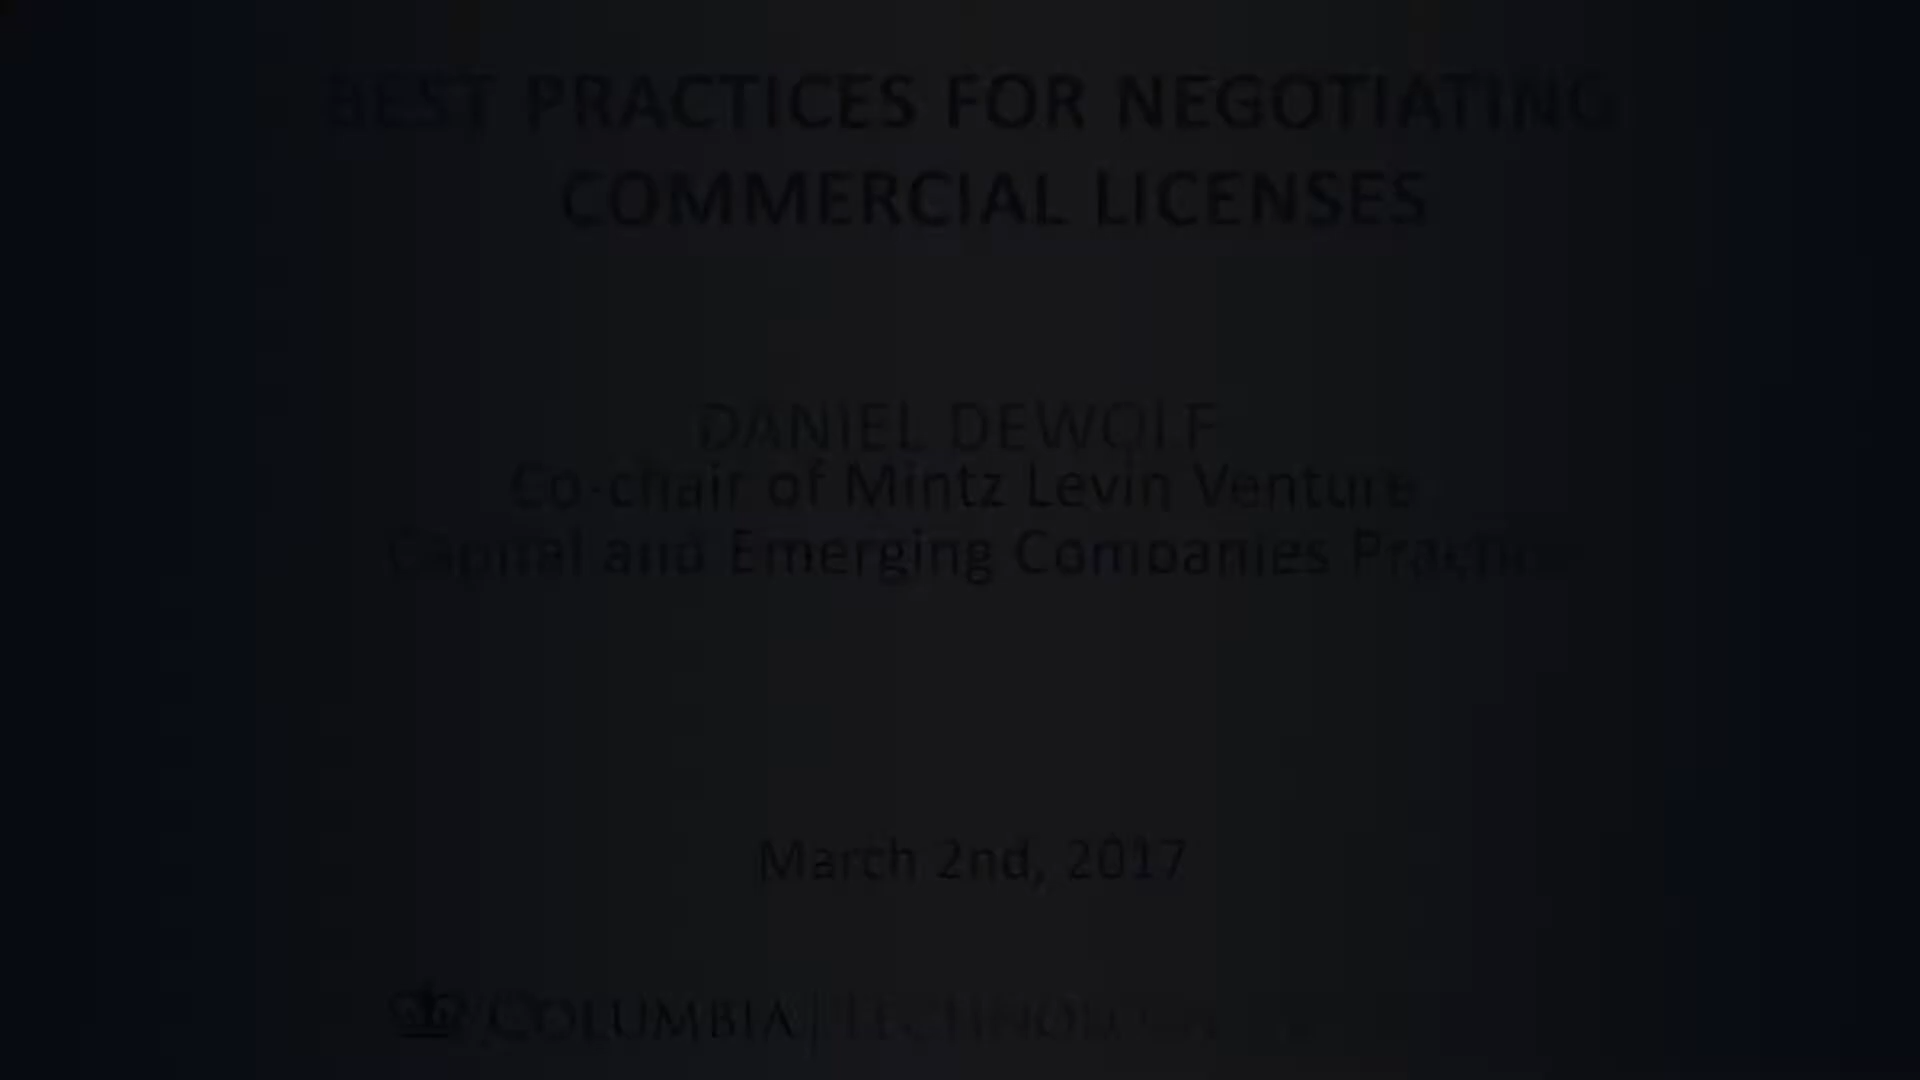 BEST PRACTICES FOR NEGOTIATING
COMMERCIAL LICENSES
DANIEL DEWOLF
Co-chair of Mintz Levin Venture
Capital and Emerging Companies Practice
March 2nd, 2017
COLUMBIA | TECHNOLOGY